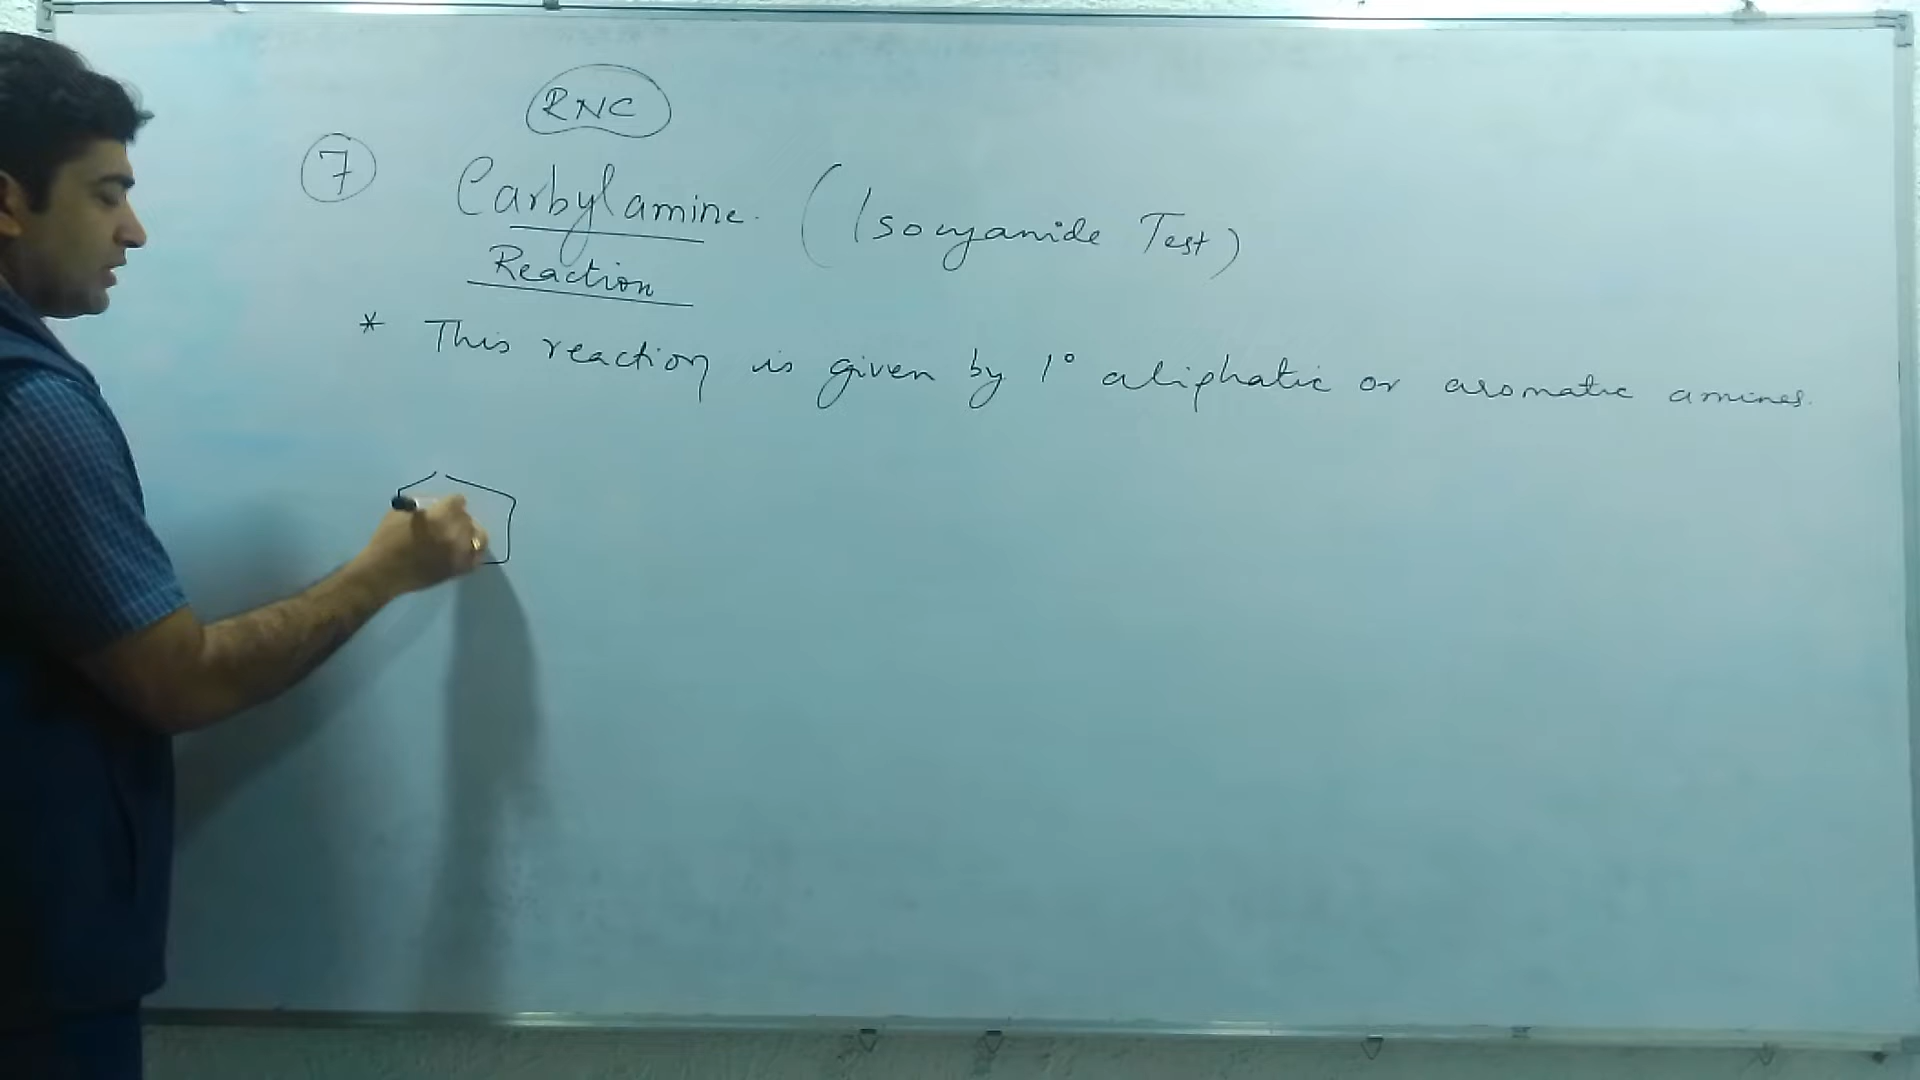 RNC
7 Carbylamine. (Isocyanide Test)
Reaction
* This reaction is given by 1° aliphatic or aromatic amines.